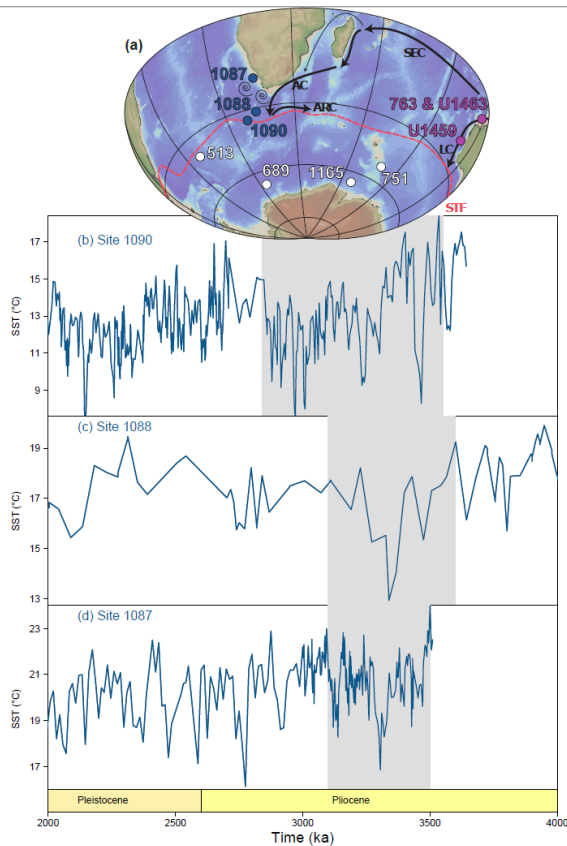 (a)
SEC
1087
AC
1088
ARC
763 & U1463
1090
U1459
LC
513
689
1165
751
STF
(b) Site 1090
17
15
13
11
9
SST (°C)
(c) Site 1088
19
17
15
13
SST (°C)
(d) Site 1087
23
21
19
17
SST (°C)
Pleistocene
Pliocene
2000
2500
3000
3500
4000
Time (ka)